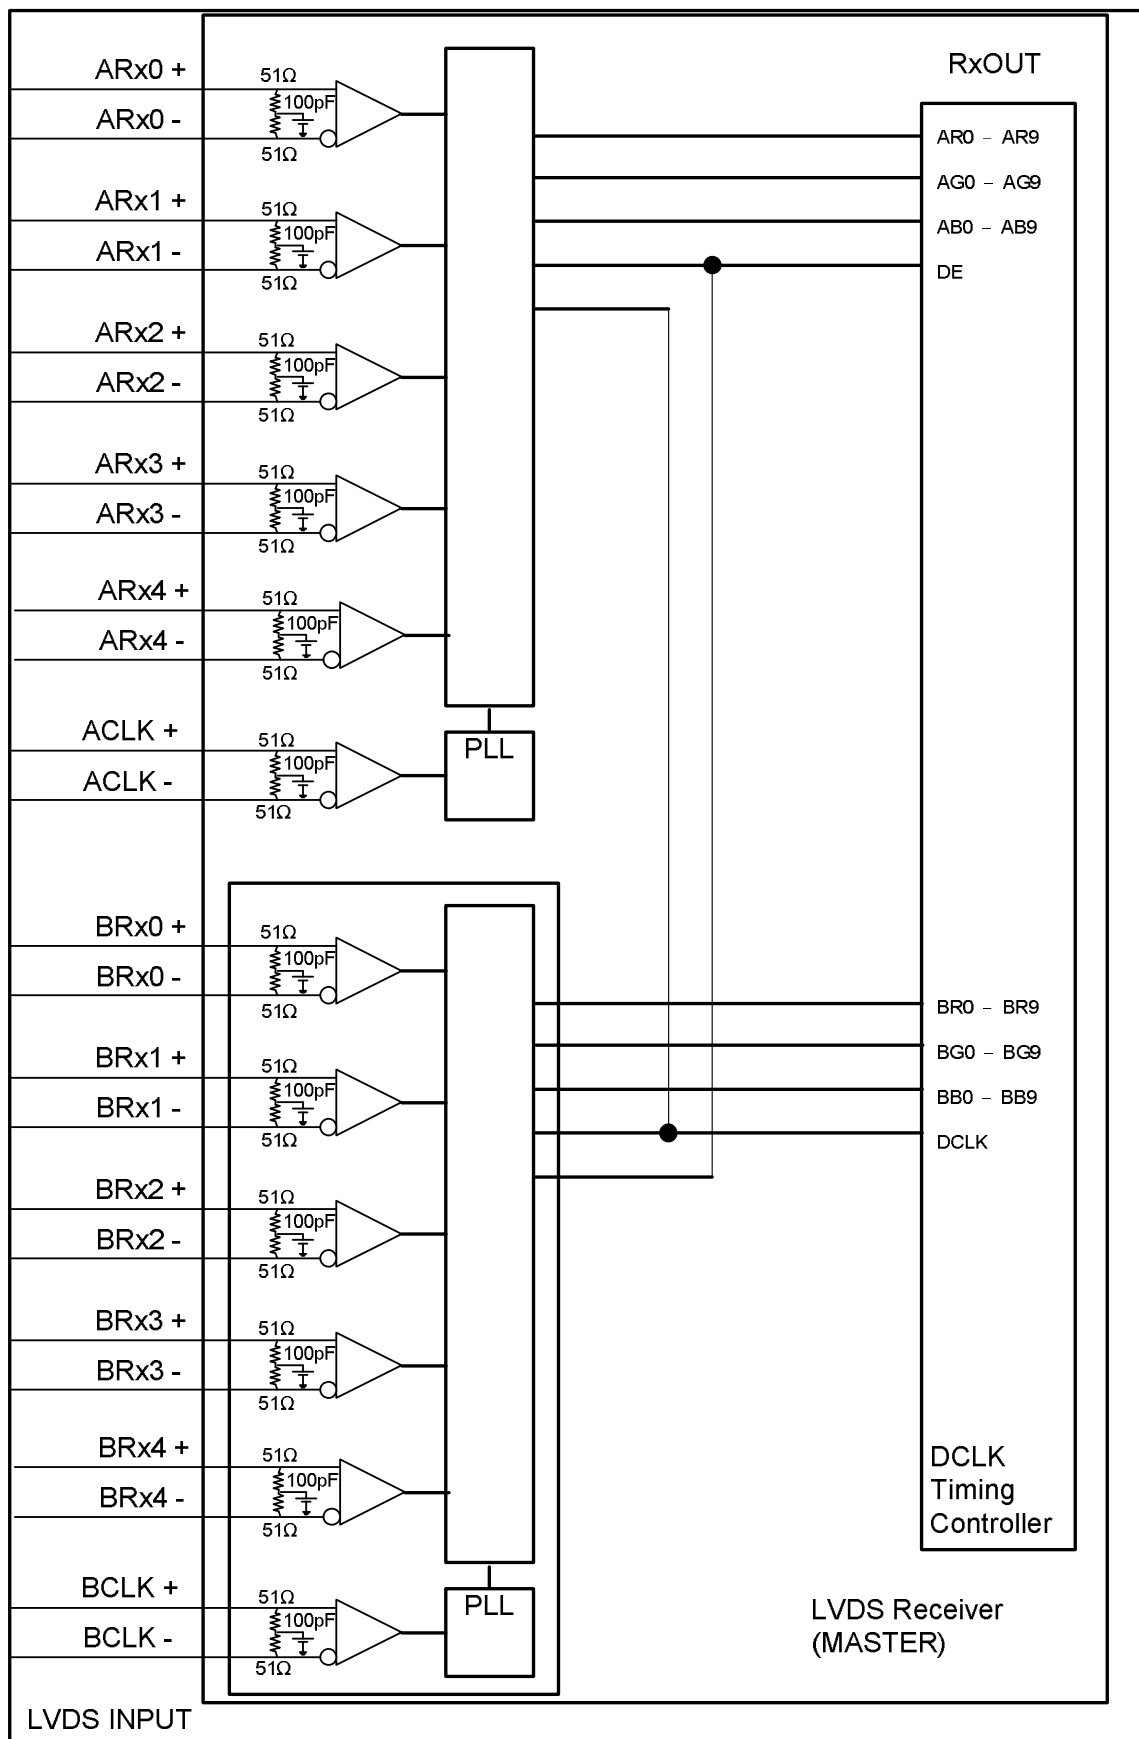 RxOUT
ARx0 +
51Ω
100pF
ARx0 -
51Ω
AR0 – AR9
AG0 – AG9
ARx1 +
51Ω
100pF
AB0 – AB9
ARx1 -
51Ω
DE
ARx2 +
51Ω
100pF
ARx2 -
51Ω
ARx3 +
51Ω
100pF
ARx3 -
51Ω
ARx4 +
51Ω
100pF
ARx4 -
51Ω
ACLK +
51Ω
PLL
100pF
ACLK -
51Ω
BRx0 +
51Ω
100pF
BRx0 -
51Ω
BR0 – BR9
BG0 – BG9
BRx1 +
51Ω
100pF
BB0 – BB9
BRx1 -
51Ω
DCLK
BRx2 +
51Ω
100pF
BRx2 -
51Ω
BRx3 +
51Ω
100pF
BRx3 -
51Ω
BRx4 +
51Ω
100pF
BRx4 -
51Ω
DCLK
Timing
Controller
BCLK +
51Ω
PLL
100pF
BCLK -
51Ω
LVDS Receiver
(MASTER)
LVDS INPUT